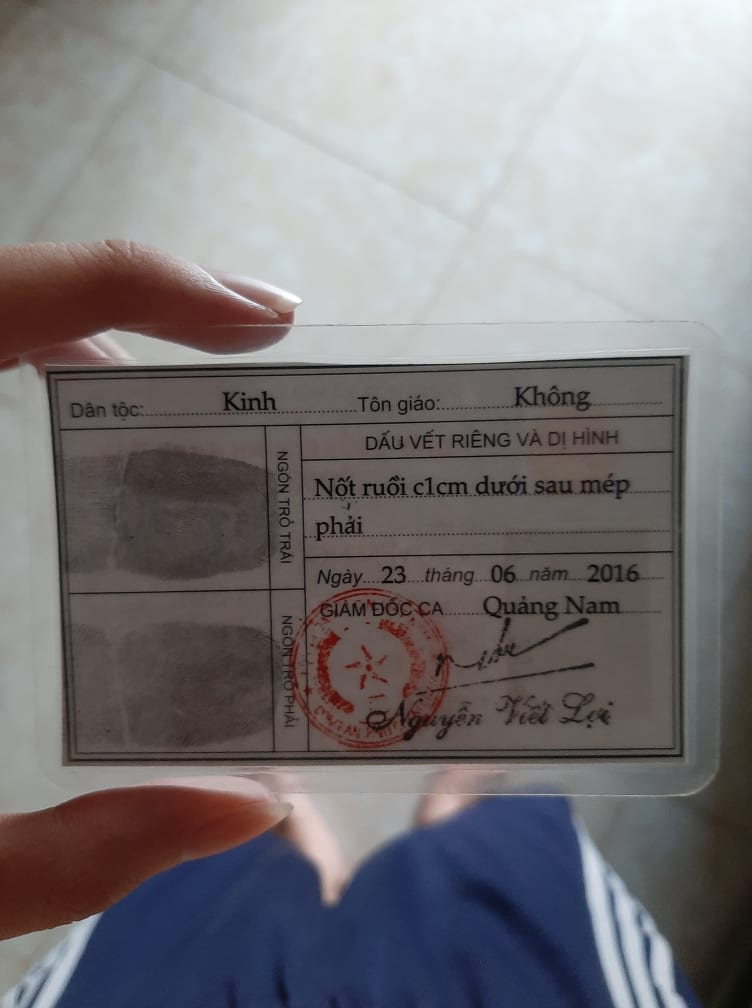 Dân tộc: Kinh Tôn giáo: Không
NGÓN TRỎ TRÁI
DẤU VẾT RIÊNG VÀ DỊ HÌNH
Nốt ruồi c1cm dưới sau mép
phải
Ngày 23 tháng 06 năm 2016
NGÓN TRỎ PHẢI
GIÁM ĐỐC CA Quảng Nam
Nguyễn Viết Lợi